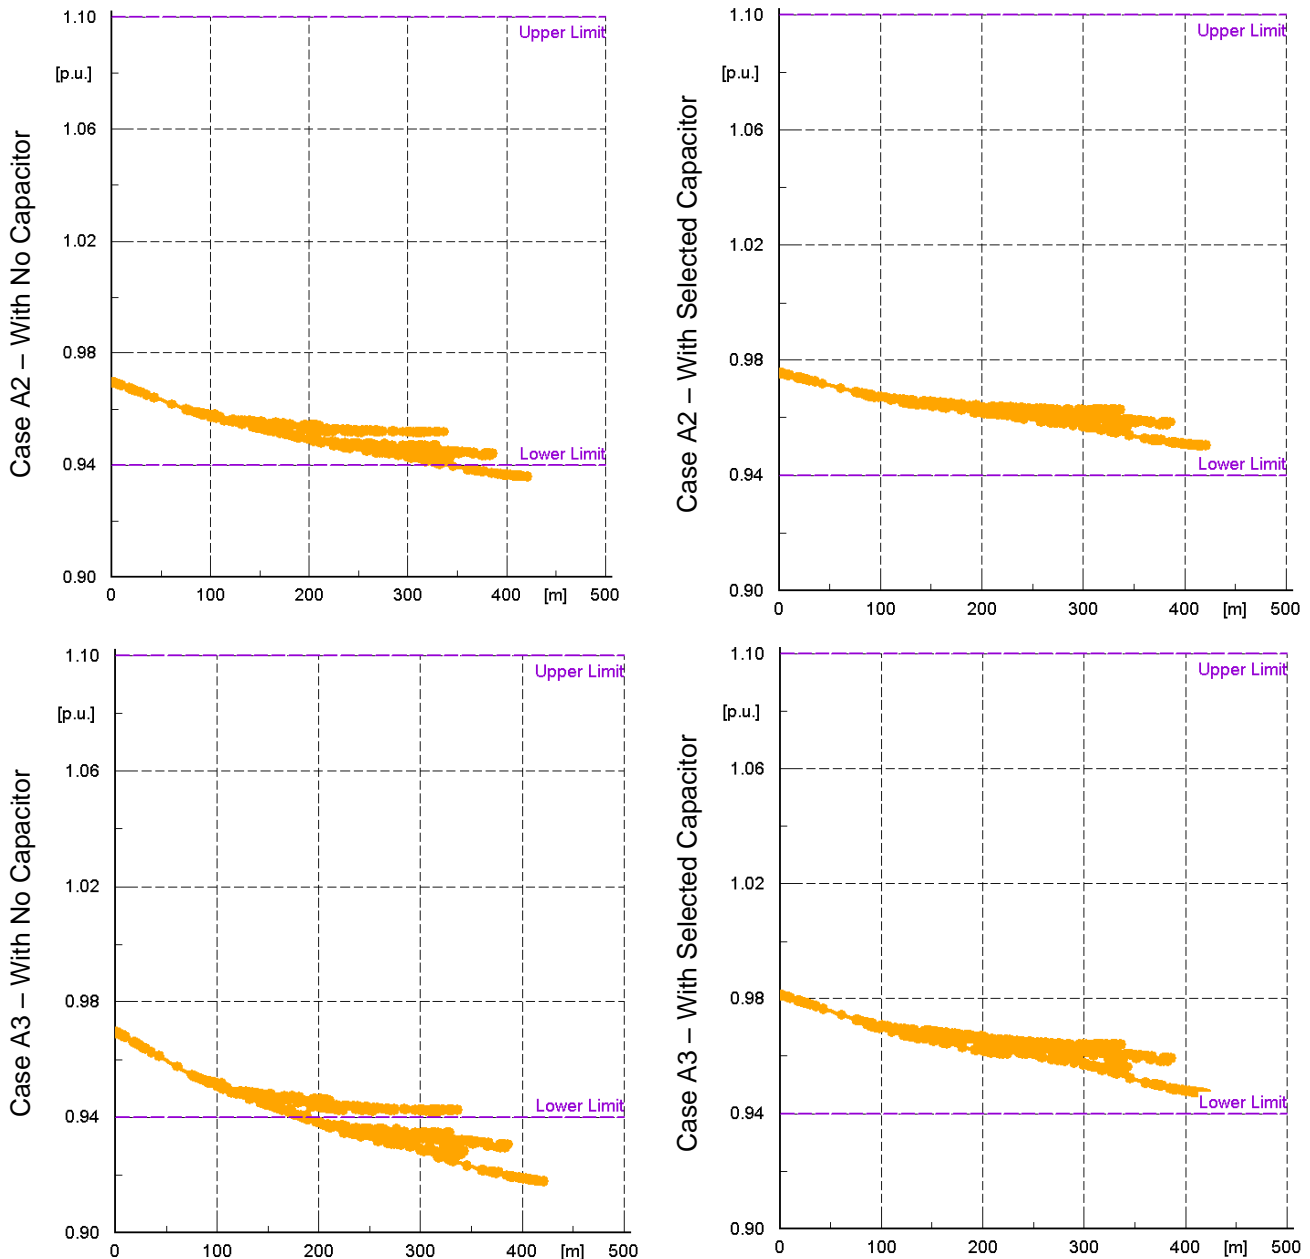 Case A2 – With No Capacitor
1.10
Upper Limit
[p.u.]
1.06
1.02
0.98
0.94
Lower Limit
0.90
0 100 200 300 400 [m] 500
Case A2 – With Selected Capacitor
1.10
Upper Limit
[p.u.]
1.06
1.02
0.98
Lower Limit
0.94
0.90
0 100 200 300 400 [m] 500
Case A3 – With No Capacitor
1.10
Upper Limit
[p.u.]
1.06
1.02
0.98
0.94
Lower Limit
0.90
0 100 200 300 400 [m] 500
Case A3 – With Selected Capacitor
1.10
Upper Limit
[p.u.]
1.06
1.02
0.98
Lower Limit
0.94
0.90
0 100 200 300 400 [m] 500